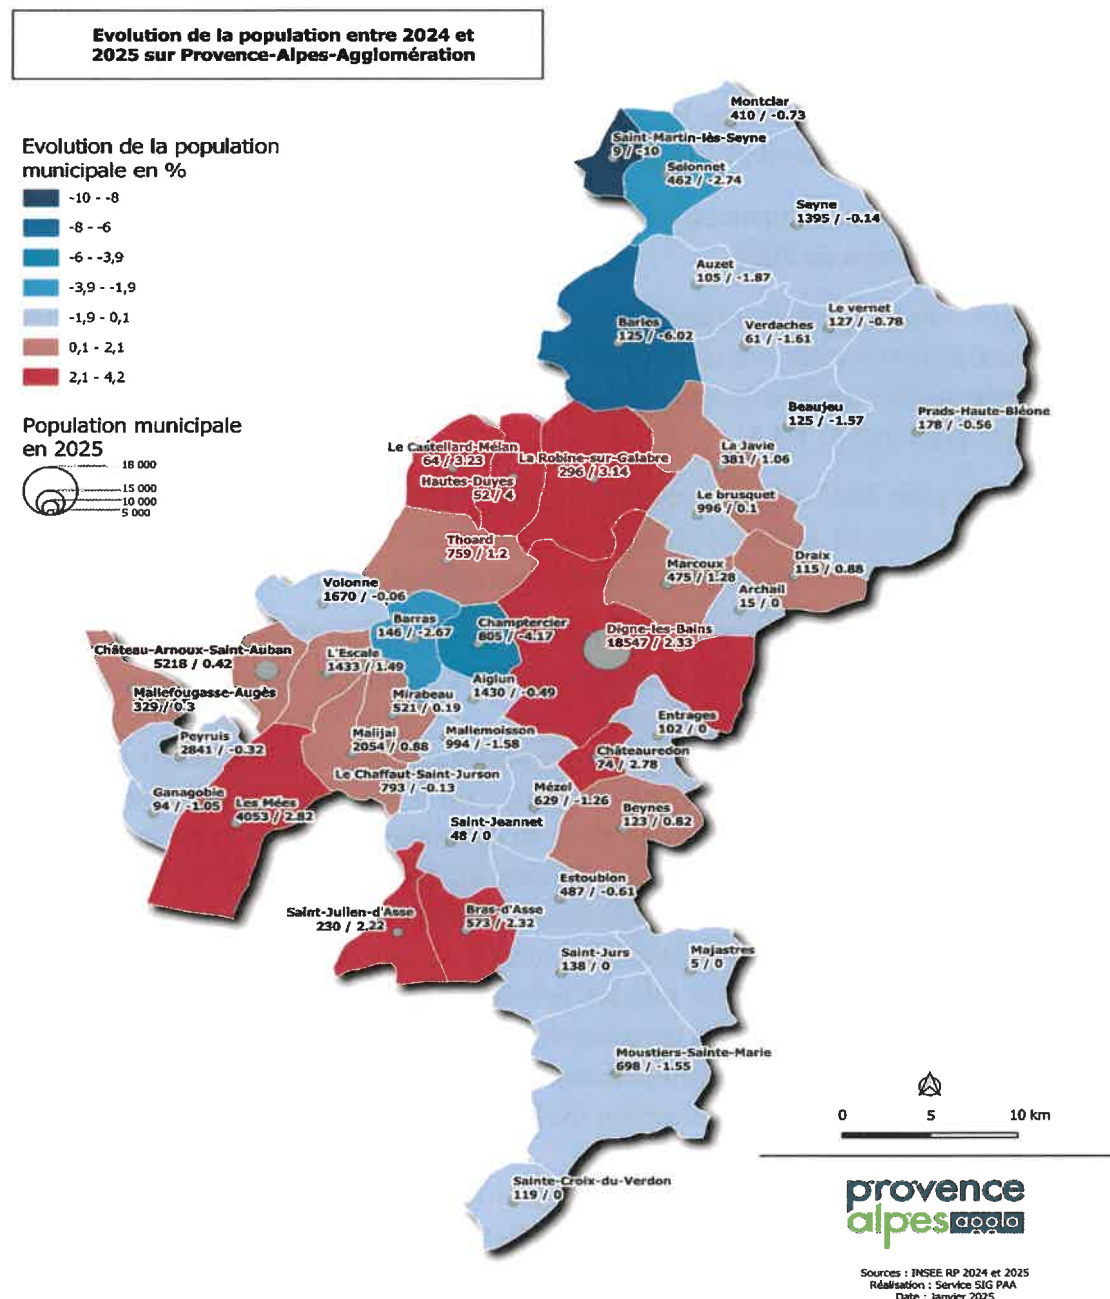 Evolution de la population entre 2024 et
2025 sur Provence-Alpes-Agglomération
Evolution de la population
municipale en %
-10 - -8
-8 - -6
-6 - -3,9
-3,9 - -1,9
-1,9 - 0,1
0,1 - 2,1
2,1 - 4,2
Population municipale
en 2025
18 000
15 000
10 000
5 000
Montclar
410 / -0.73
Saint-Martin-lès-Seyne
9 / -10
Selonnet
462 / -2.74
Seyne
1395 / -0.14
Auzet
105 / -1.87
Le vernet
127 / -0.78
Barles
125 / -6.02
Verdaches
61 / -1.61
Beaujeu
125 / -1.57
Prads-Haute-Bléone
178 / -0.56
Le Castellard-Mélan
64 / 3.23
La Robine-sur-Galabre
296 / 3.14
La Javie
381 / 1.06
Hautes-Duyes
52 / 4
Le brusquet
996 / 0.1
Thoard
759 / 1.2
Marcoux
475 / 1.28
Draix
115 / 0.88
Archail
15 / 0
Volonne
1670 / -0.06
Barras
146 / -2.67
Champtercier
805 / -4.17
Digne-les-Bains
18547 / 2.33
Château-Arnoux-Saint-Auban
5218 / 0.42
L'Escale
1433 / 1.49
Mallefougasse-Augès
329 / 0.3
Mirabeau
521 / 0.19
Aiglun
1430 / -0.49
Entrages
102 / 0
Peyruis
2841 / -0.32
Malijai
2054 / 0.88
Mallemoisson
994 / -1.58
Châteauredon
74 / 2.78
Le Chaffaut-Saint-Jurson
793 / -0.13
Ganagobie
94 / -1.05
Les Mées
4053 / 2.82
Mézel
629 / -1.26
Beynes
123 / 0.82
Saint-Jeannet
48 / 0
Estoublon
487 / -0.61
Saint-Julien-d'Asse
230 / 2.22
Bras-d'Asse
573 / 2.32
Saint-Jurs
138 / 0
Majastres
5 / 0
Moustiers-Sainte-Marie
698 / -1.55
Sainte-Croix-du-Verdon
119 / 0
0 5 10 km
provence
alpes agglo
Sources : INSEE RP 2024 et 2025
Réalisation : Service SIG PAA
Date : Janvier 2025